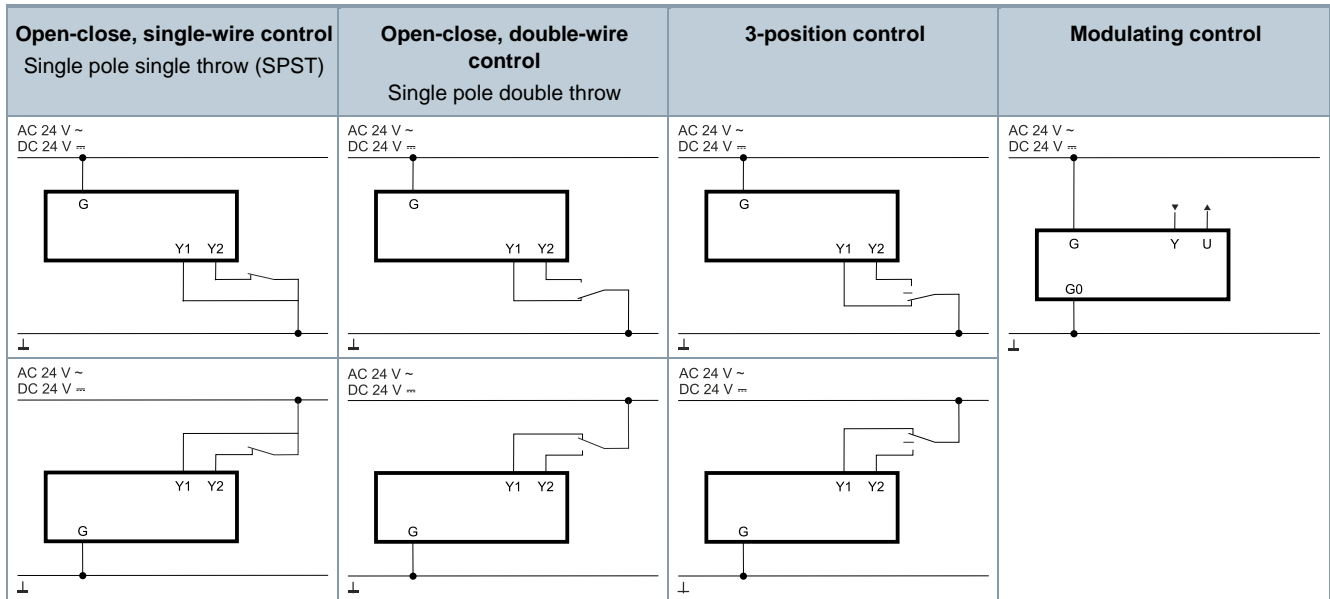 Open-close, single-wire control
Single pole single throw (SPST)
Open-close, double-wire
control
Single pole double throw
3-position control
Modulating control
AC 24 V ~
DC 24 V ⎓
G
Y1 Y2
AC 24 V ~
DC 24 V ⎓
G
Y1 Y2
AC 24 V ~
DC 24 V ⎓
G
Y1 Y2
AC 24 V ~
DC 24 V ⎓
G Y U
G0
AC 24 V ~
DC 24 V ⎓
Y1 Y2
G
AC 24 V ~
DC 24 V ⎓
Y1 Y2
G
AC 24 V ~
DC 24 V ⎓
Y1 Y2
G